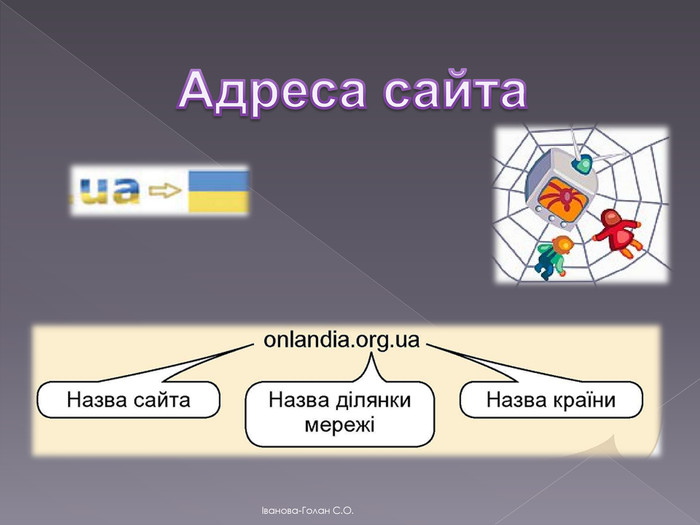 Адреса сайта
.ua
onlandia.org.ua
Назва сайта
Назва ділянки
мережі
Назва країни
Іванова-Голан С.О.